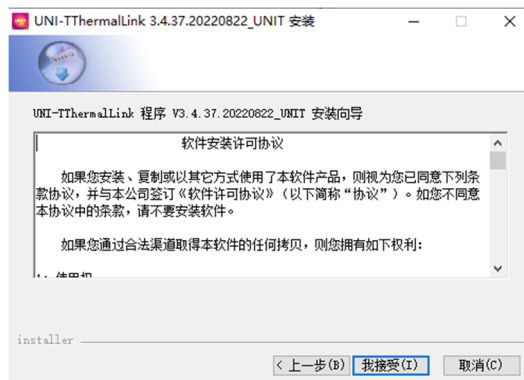 UNI-TThermalLink 3.4.37.20220822_UNIT 安装
UNI-TThermalLink 程序 V3.4.37.20220822_UNIT 安装向导
软件安装许可协议
如果您安装、复制或以其它方式使用了本软件产品，则视为您已同意下列条
款协议，并与本公司签订《软件许可协议》（以下简称“协议”）。如您不同意
本协议中的条款，请不要安装软件。
如果您通过合法渠道取得本软件的任何拷贝，则您拥有如下权利：
installer
< 上一步(B) 我接受(I) 取消(C)